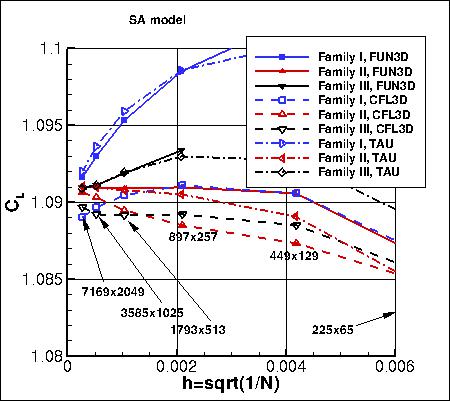 SA model
1.1
1.095
1.09
1.085
1.08
CL
Family I, FUN3D
Family II, FUN3D
Family III, FUN3D
Family I, CFL3D
Family II, CFL3D
Family III, CFL3D
Family I, TAU
Family II, TAU
Family III, TAU
897x257
449x129
7169x2049
3585x1025
1793x513
225x65
0 0.002 0.004 0.006
h=sqrt(1/N)